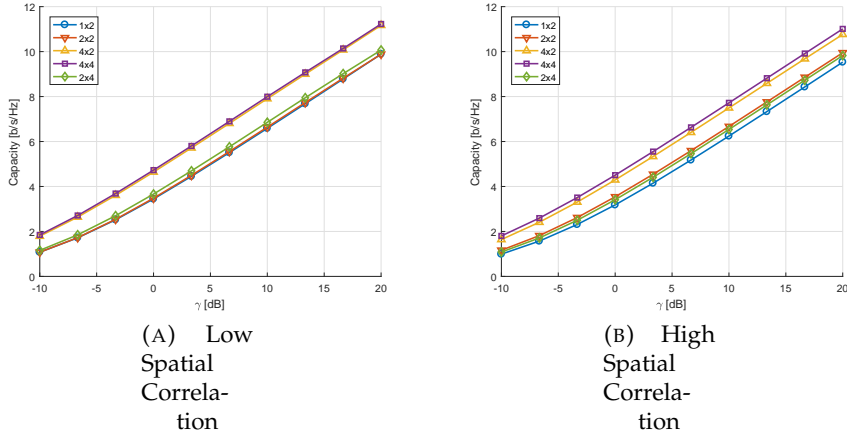 12
10
8
6
4
2
0
Capacity [b/s/Hz]
1x2
2x2
4x2
4x4
2x4
-10 -5 0 5 10 15 20
γ [dB]
(A) Low
Spatial
Correla-
tion
12
10
8
6
4
2
0
Capacity [b/s/Hz]
1x2
2x2
4x2
4x4
2x4
-10 -5 0 5 10 15 20
γ [dB]
(B) High
Spatial
Correla-
tion